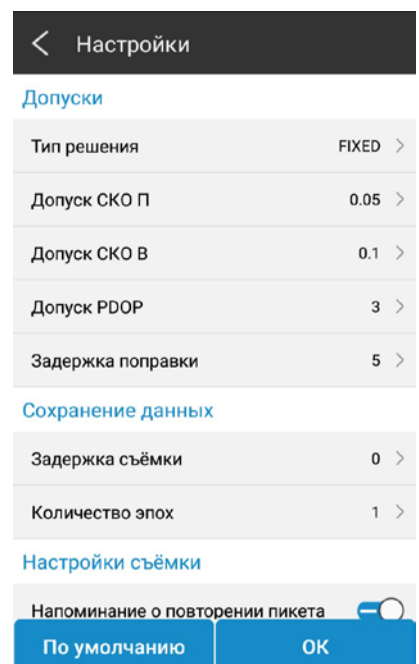 Настройки
Допуски
Тип решения FIXED
Допуск СКО П 0.05
Допуск СКО В 0.1
Допуск PDOP 3
Задержка поправки 5
Сохранение данных
Задержка съёмки 0
Количество эпох 1
Настройки съёмки
Напоминание о повторении пикета
По умолчанию ОК